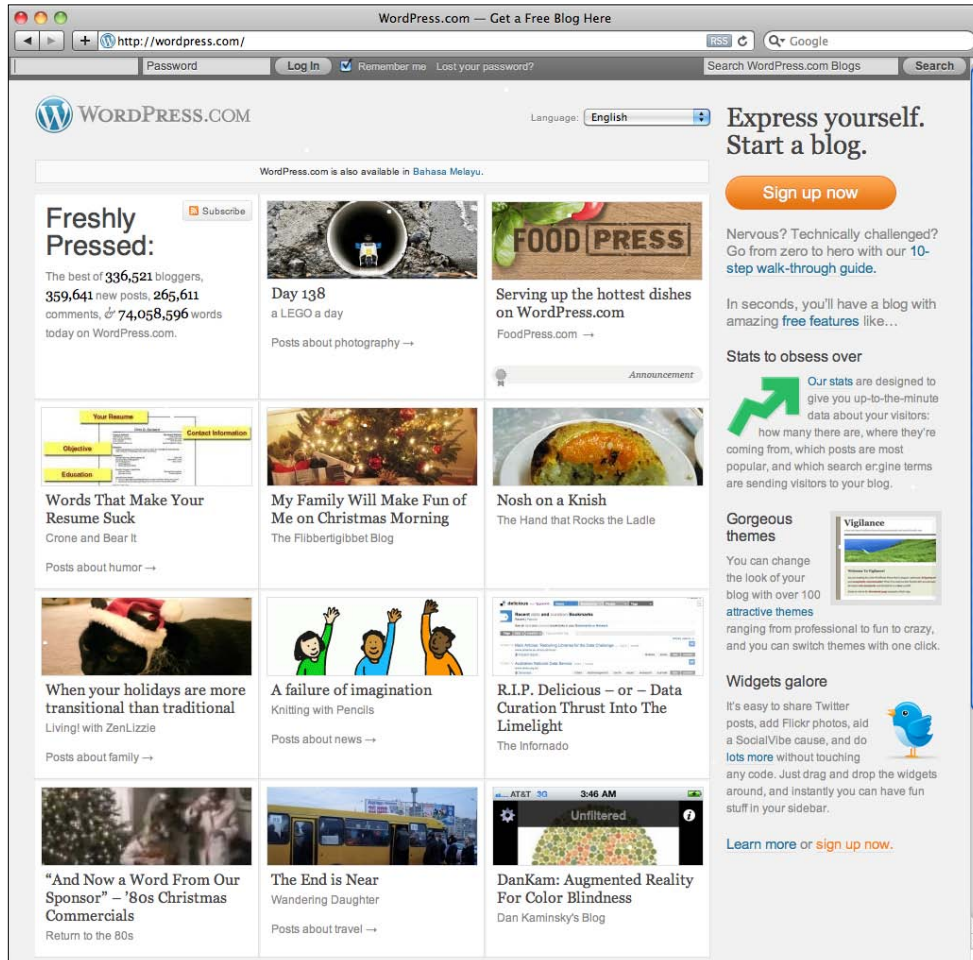 WordPress.com — Get a Free Blog Here
http://wordpress.com/
RSS
Google
Password
Log In
Remember me
Lost your password?
Search WordPress.com Blogs
Search
WORDPRESS.COM
Language: English
WordPress.com is also available in Bahasa Melayu.
Freshly
Pressed:
Subscribe
The best of 336,521 bloggers,
359,641 new posts, 265,611
comments, & 74,058,596 words
today on WordPress.com.
Day 138
a LEGO a day
Posts about photography →
FOOD PRESS
Serving up the hottest dishes
on WordPress.com
FoodPress.com →
Announcement
Your Resume
Contact Information
Objective
Education
Words That Make Your
Resume Suck
Crone and Bear It
Posts about humor →
My Family Will Make Fun of
Me on Christmas Morning
The Flibbertigibbet Blog
Nosh on a Knish
The Hand that Rocks the Ladle
When your holidays are more
transitional than traditional
Living! with ZenLizzie
Posts about family →
A failure of imagination
Knitting with Pencils
Posts about news →
delicious
R.I.P. Delicious – or – Data
Curation Thrust Into The
Limelight
The Infornado
“And Now a Word From Our
Sponsor” – ’80s Christmas
Commercials
Return to the 80s
The End is Near
Wandering Daughter
Posts about travel →
AT&T 3G
3:46 AM
Unfiltered
DanKam: Augmented Reality
For Color Blindness
Dan Kaminsky's Blog
Express yourself.
Start a blog.
Sign up now
Nervous? Technically challenged?
Go from zero to hero with our 10-
step walk-through guide.
In seconds, you'll have a blog with
amazing free features like…
Stats to obsess over
Our stats are designed to
give you up-to-the-minute
data about your visitors:
how many there are, where they're
coming from, which posts are most
popular, and which search engine terms
are sending visitors to your blog.
Gorgeous
themes
Vigilance
You can change
the look of your
blog with over 100
attractive themes
ranging from professional to fun to crazy,
and you can switch themes with one click.
Widgets galore
It's easy to share Twitter
posts, add Flickr photos, aid
a SocialVibe cause, and do
lots more without touching
any code. Just drag and drop the widgets
around, and instantly you can have fun
stuff in your sidebar.
Learn more or sign up now.